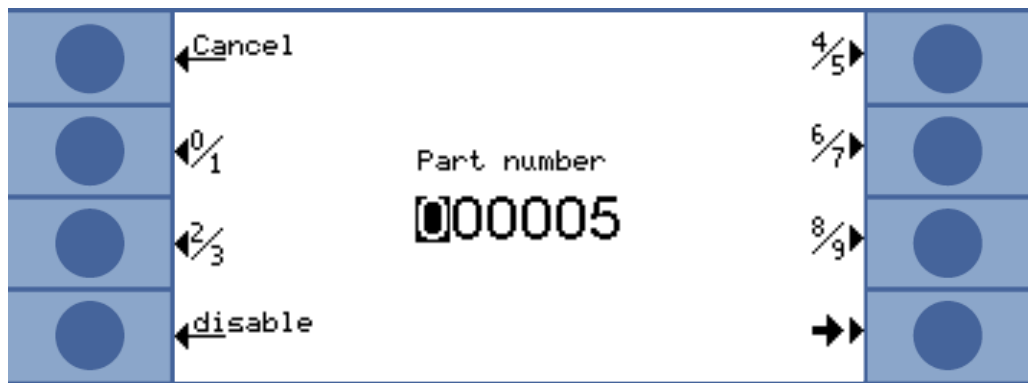 Cancel
4/5
0/1
Part number
6/7
000005
2/3
8/9
disable